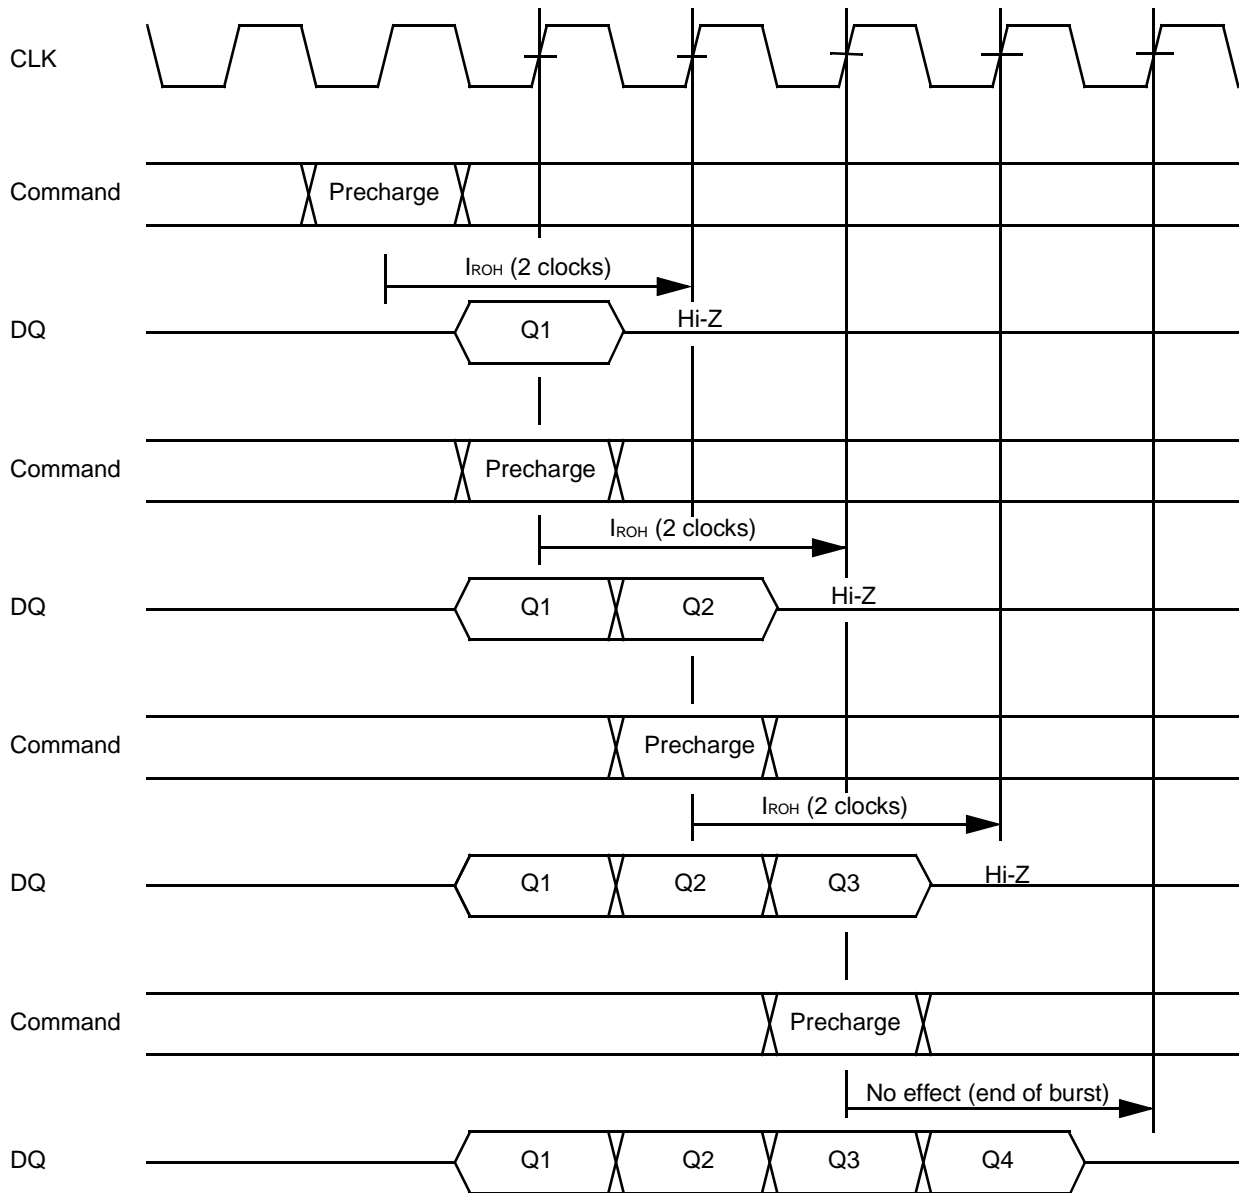 CLK
Command
Precharge
IROH (2 clocks)
DQ
Q1
Hi-Z
Command
Precharge
IROH (2 clocks)
DQ
Q1
Q2
Hi-Z
Command
Precharge
IROH (2 clocks)
DQ
Q1
Q2
Q3
Hi-Z
Command
Precharge
No effect (end of burst)
DQ
Q1
Q2
Q3
Q4